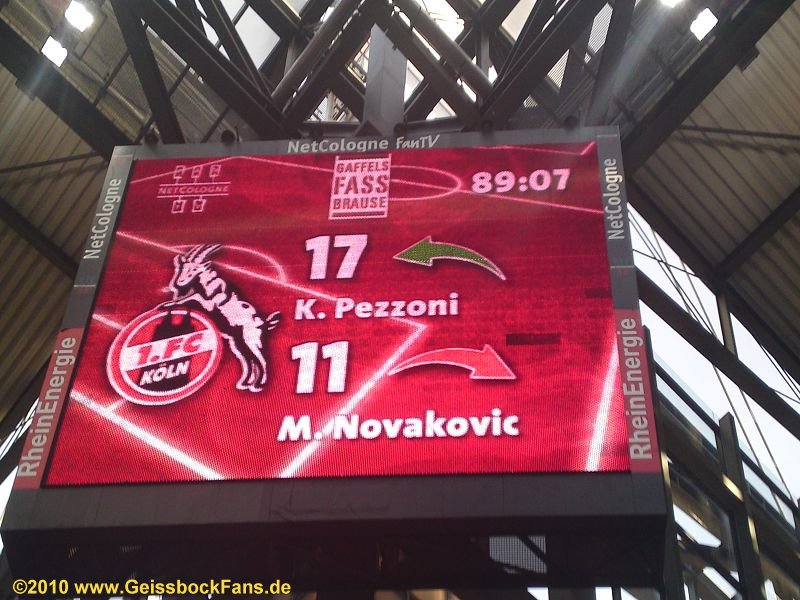 NetCologne FanTV
NETCOLOGNE
GAFFELS
FASS
BRAUSE
89:07
NetCologne
NetCologne
17
K. Pezzoni
1.FC
KÖLN
11
M. Novakovic
RheinEnergie
RheinEnergie
©2010 www.GeissbockFans.de